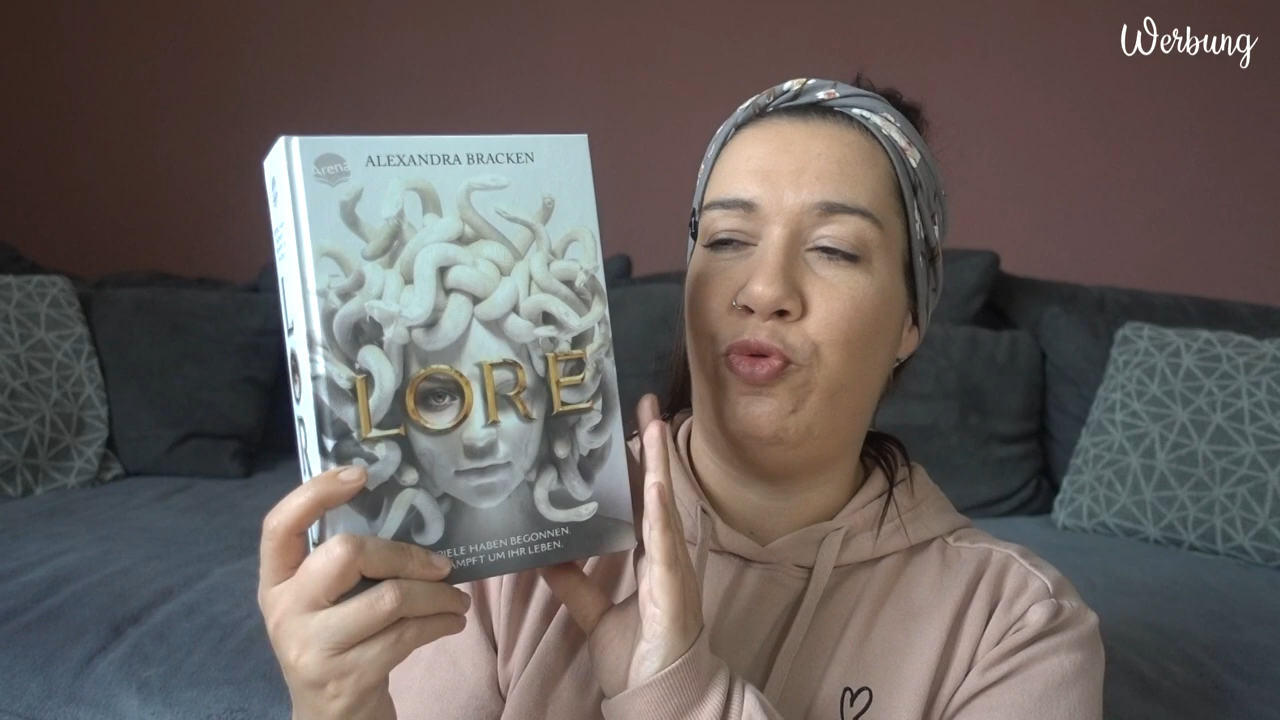 Werbung
Arena
ALEXANDRA BRACKEN
LORE
HABEN BEGONNEN.
UM IHR LEBEN.